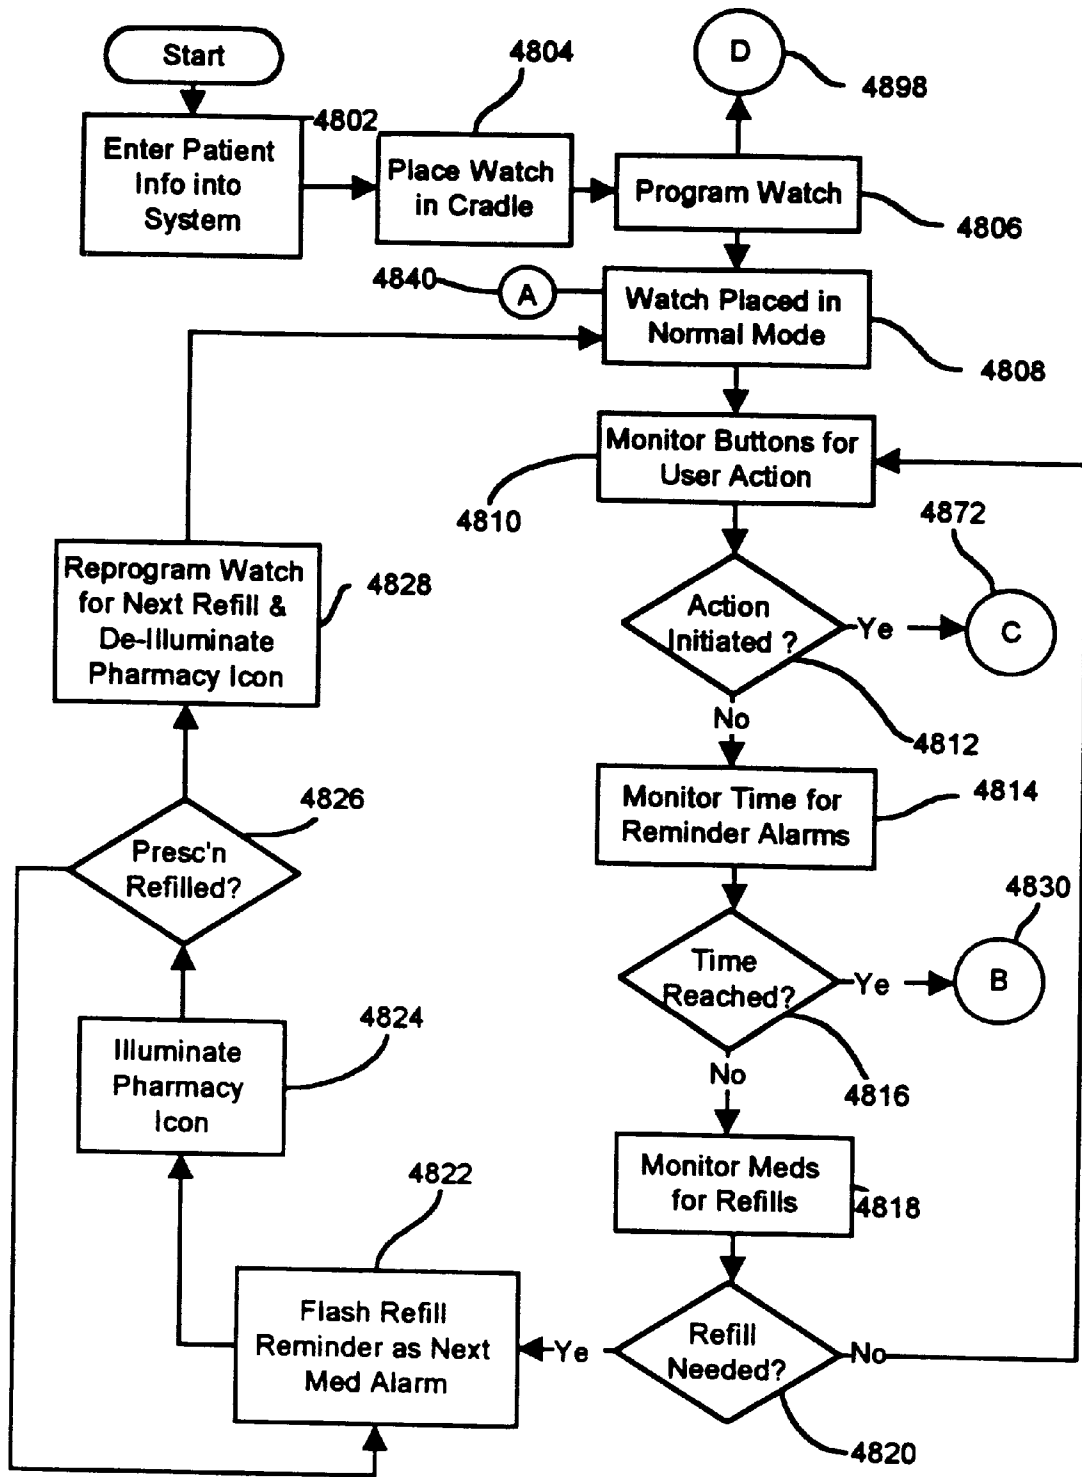 Start
4802
Enter Patient
Info into
System
4804
Place Watch
in Cradle
D
4898
Program Watch
4806
4840
A
Watch Placed in
Normal Mode
4808
Monitor Buttons for
User Action
4810
4872
Action
Initiated ?
Ye
C
No
4812
Monitor Time for
Reminder Alarms
4814
Time
Reached?
Ye
4830
B
No
4816
Monitor Meds
for Refills
4818
Refill
Needed?
Ye
No
4820
4822
Flash Refill
Reminder as Next
Med Alarm
4824
Illuminate
Pharmacy
Icon
4826
Presc'n
Refilled?
Reprogram Watch
for Next Refill &
De-Illuminate
Pharmacy Icon
4828